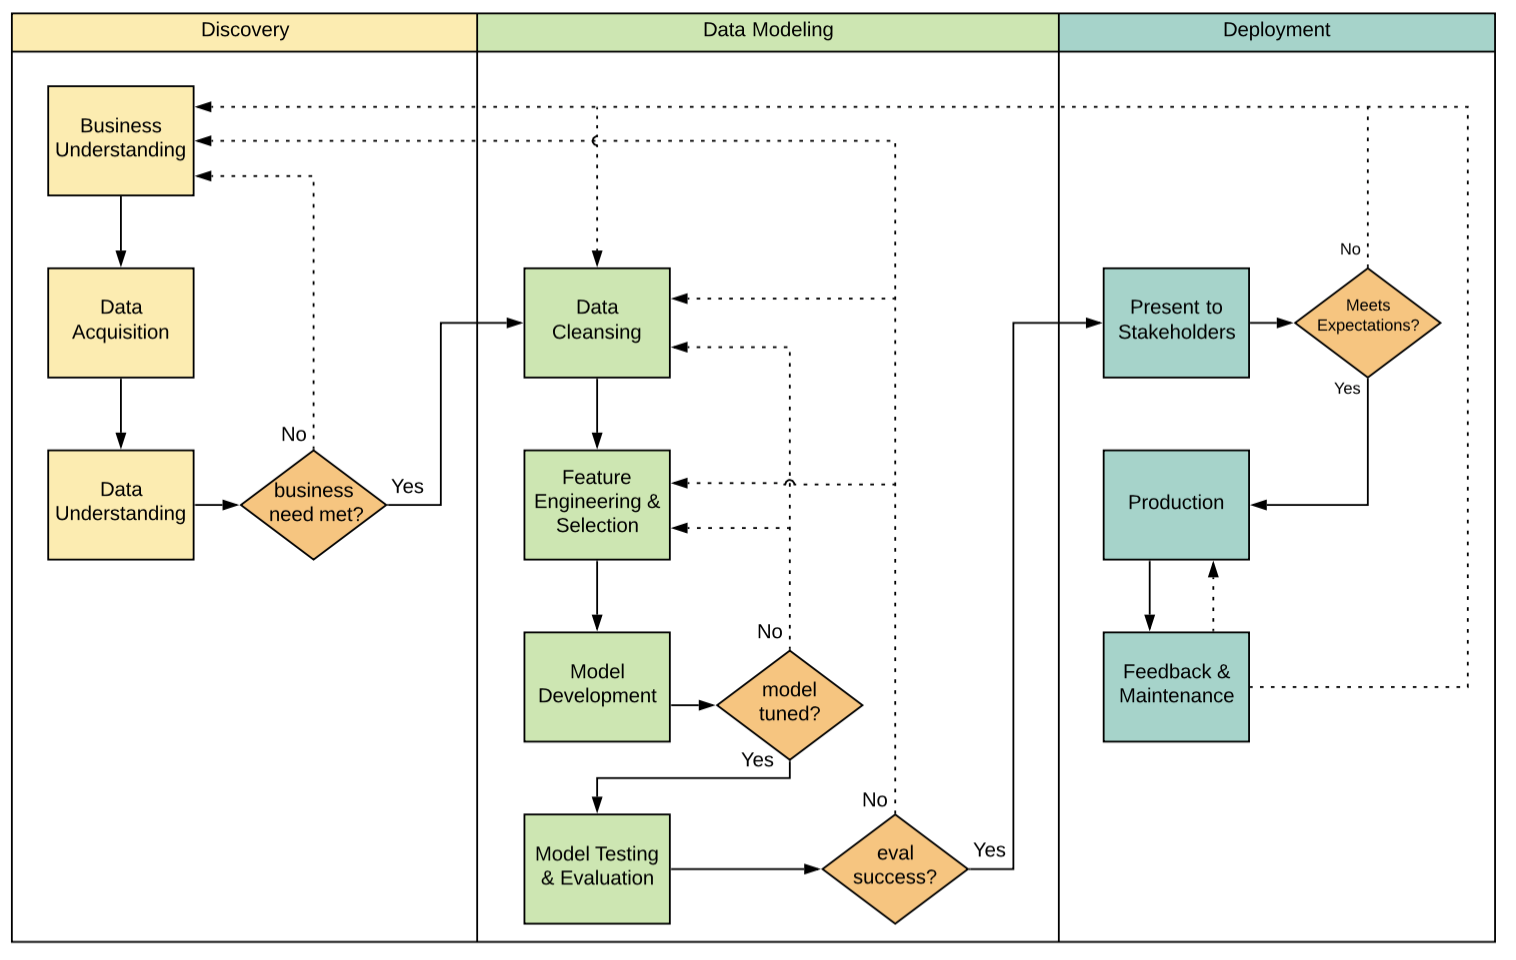 Discovery
Data Modeling
Deployment
Business
Understanding
Data
Acquisition
Data
Understanding
No
business
need met?
Yes
Data
Cleansing
Feature
Engineering &
Selection
Model
Development
No
model
tuned?
Yes
Model Testing
& Evaluation
No
eval
success?
Yes
Present to
Stakeholders
No
Meets
Expectations?
Yes
Production
Feedback &
Maintenance